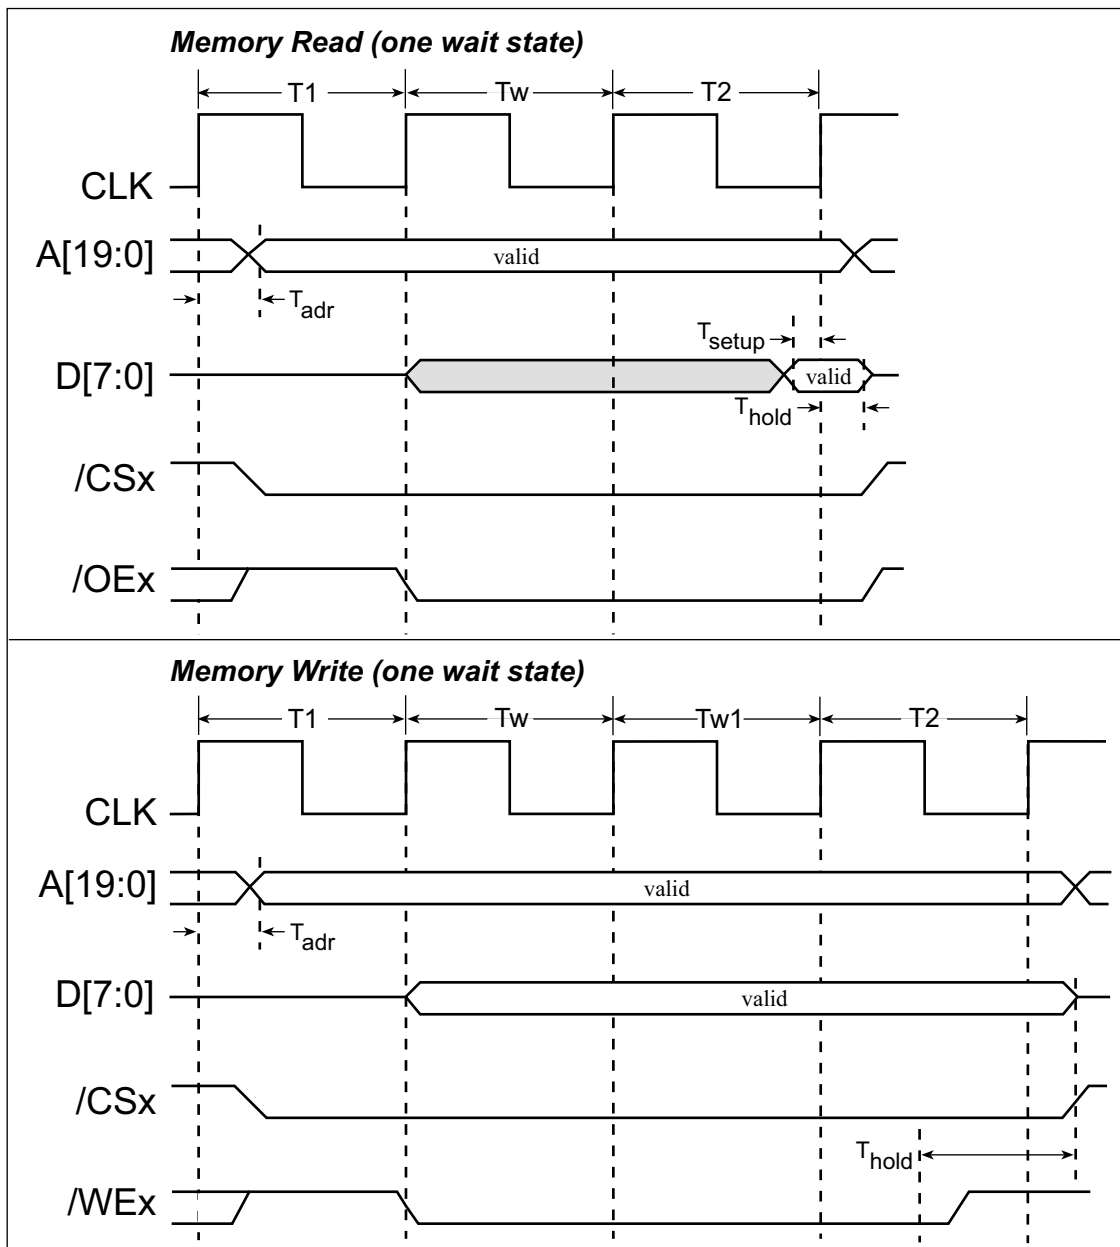 Memory Read (one wait state)
T1 Tw T2
CLK
A[19:0] valid
Tadr
Tsetup
D[7:0] valid
Thold
/CSx
/OEx
Memory Write (one wait state)
T1 Tw Tw1 T2
CLK
A[19:0] valid
Tadr
D[7:0] valid
/CSx
Thold
/WEx